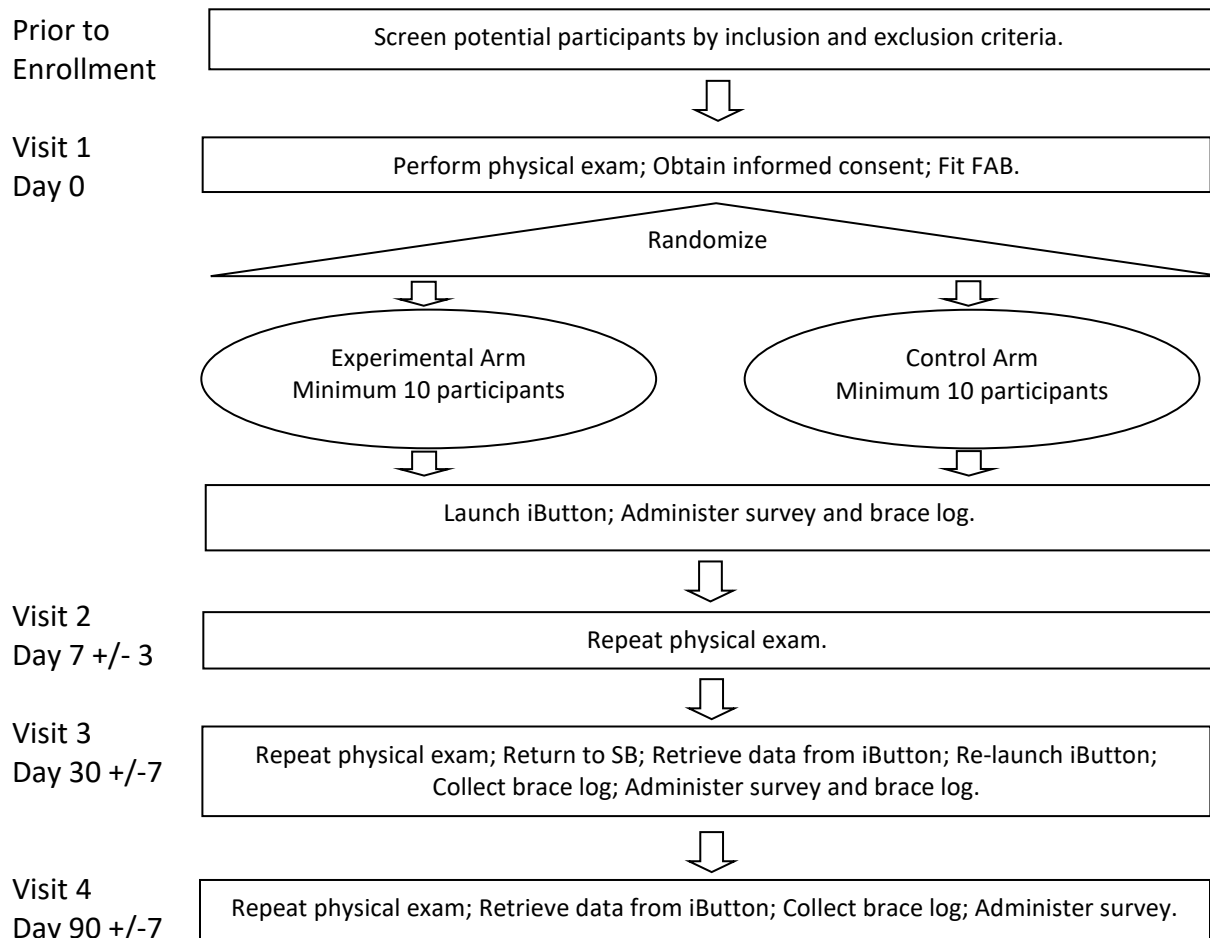 Prior to
Enrollment
Screen potential participants by inclusion and exclusion criteria.
Visit 1
Day 0
Perform physical exam; Obtain informed consent; Fit FAB.
Randomize
Experimental Arm
Minimum 10 participants
Control Arm
Minimum 10 participants
Launch iButton; Administer survey and brace log.
Visit 2
Day 7 +/- 3
Repeat physical exam.
Visit 3
Day 30 +/-7
Repeat physical exam; Return to SB; Retrieve data from iButton; Re-launch iButton;
Collect brace log; Administer survey and brace log.
Visit 4
Day 90 +/-7
Repeat physical exam; Retrieve data from iButton; Collect brace log; Administer survey.